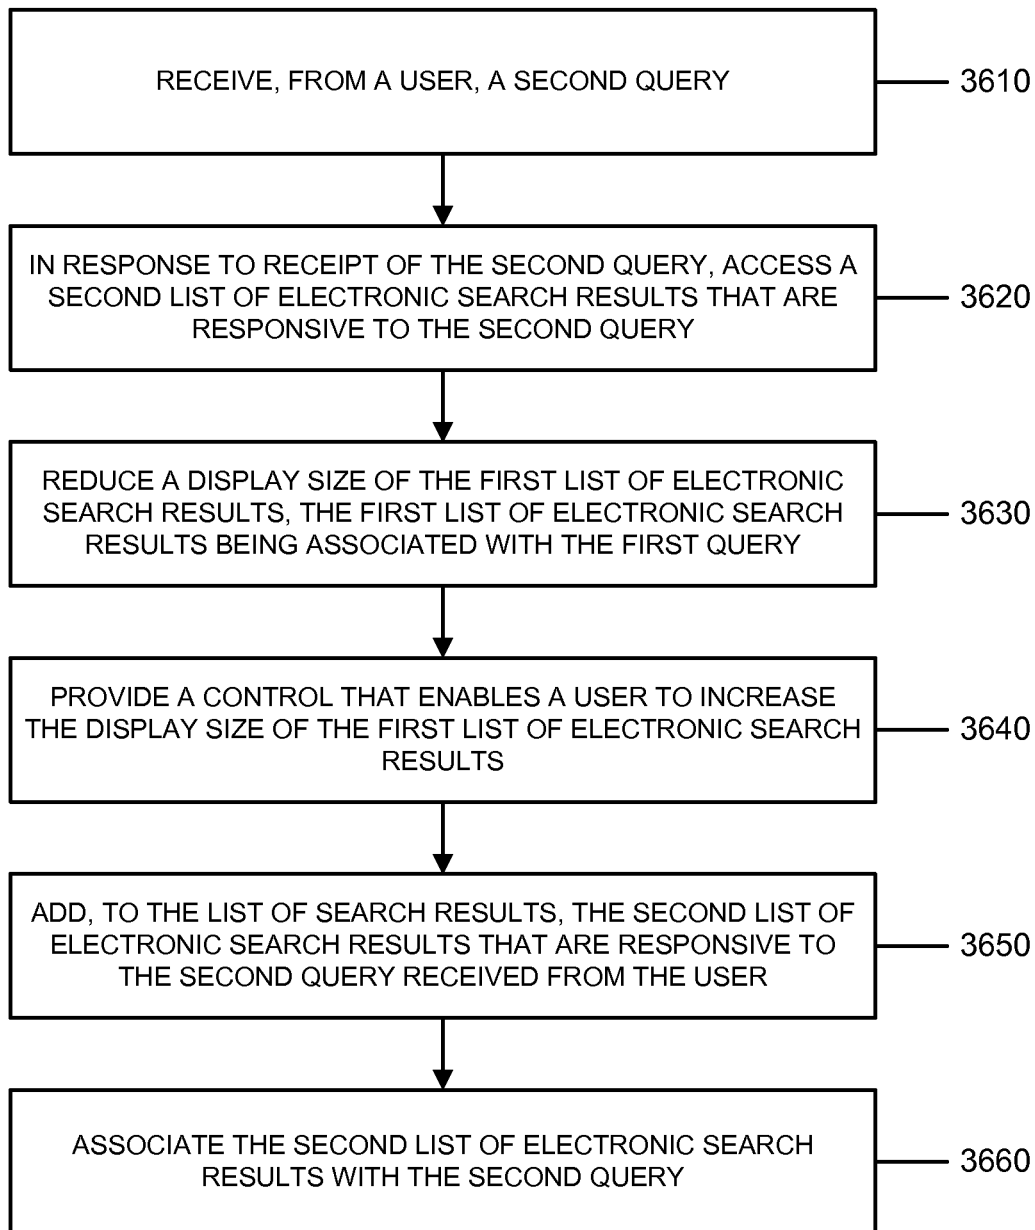 RECEIVE, FROM A USER, A SECOND QUERY
3610
IN RESPONSE TO RECEIPT OF THE SECOND QUERY, ACCESS A
SECOND LIST OF ELECTRONIC SEARCH RESULTS THAT ARE
RESPONSIVE TO THE SECOND QUERY
3620
REDUCE A DISPLAY SIZE OF THE FIRST LIST OF ELECTRONIC
SEARCH RESULTS, THE FIRST LIST OF ELECTRONIC SEARCH
RESULTS BEING ASSOCIATED WITH THE FIRST QUERY
3630
PROVIDE A CONTROL THAT ENABLES A USER TO INCREASE
THE DISPLAY SIZE OF THE FIRST LIST OF ELECTRONIC SEARCH
RESULTS
3640
ADD, TO THE LIST OF SEARCH RESULTS, THE SECOND LIST OF
ELECTRONIC SEARCH RESULTS THAT ARE RESPONSIVE TO
THE SECOND QUERY RECEIVED FROM THE USER
3650
ASSOCIATE THE SECOND LIST OF ELECTRONIC SEARCH
RESULTS WITH THE SECOND QUERY
3660